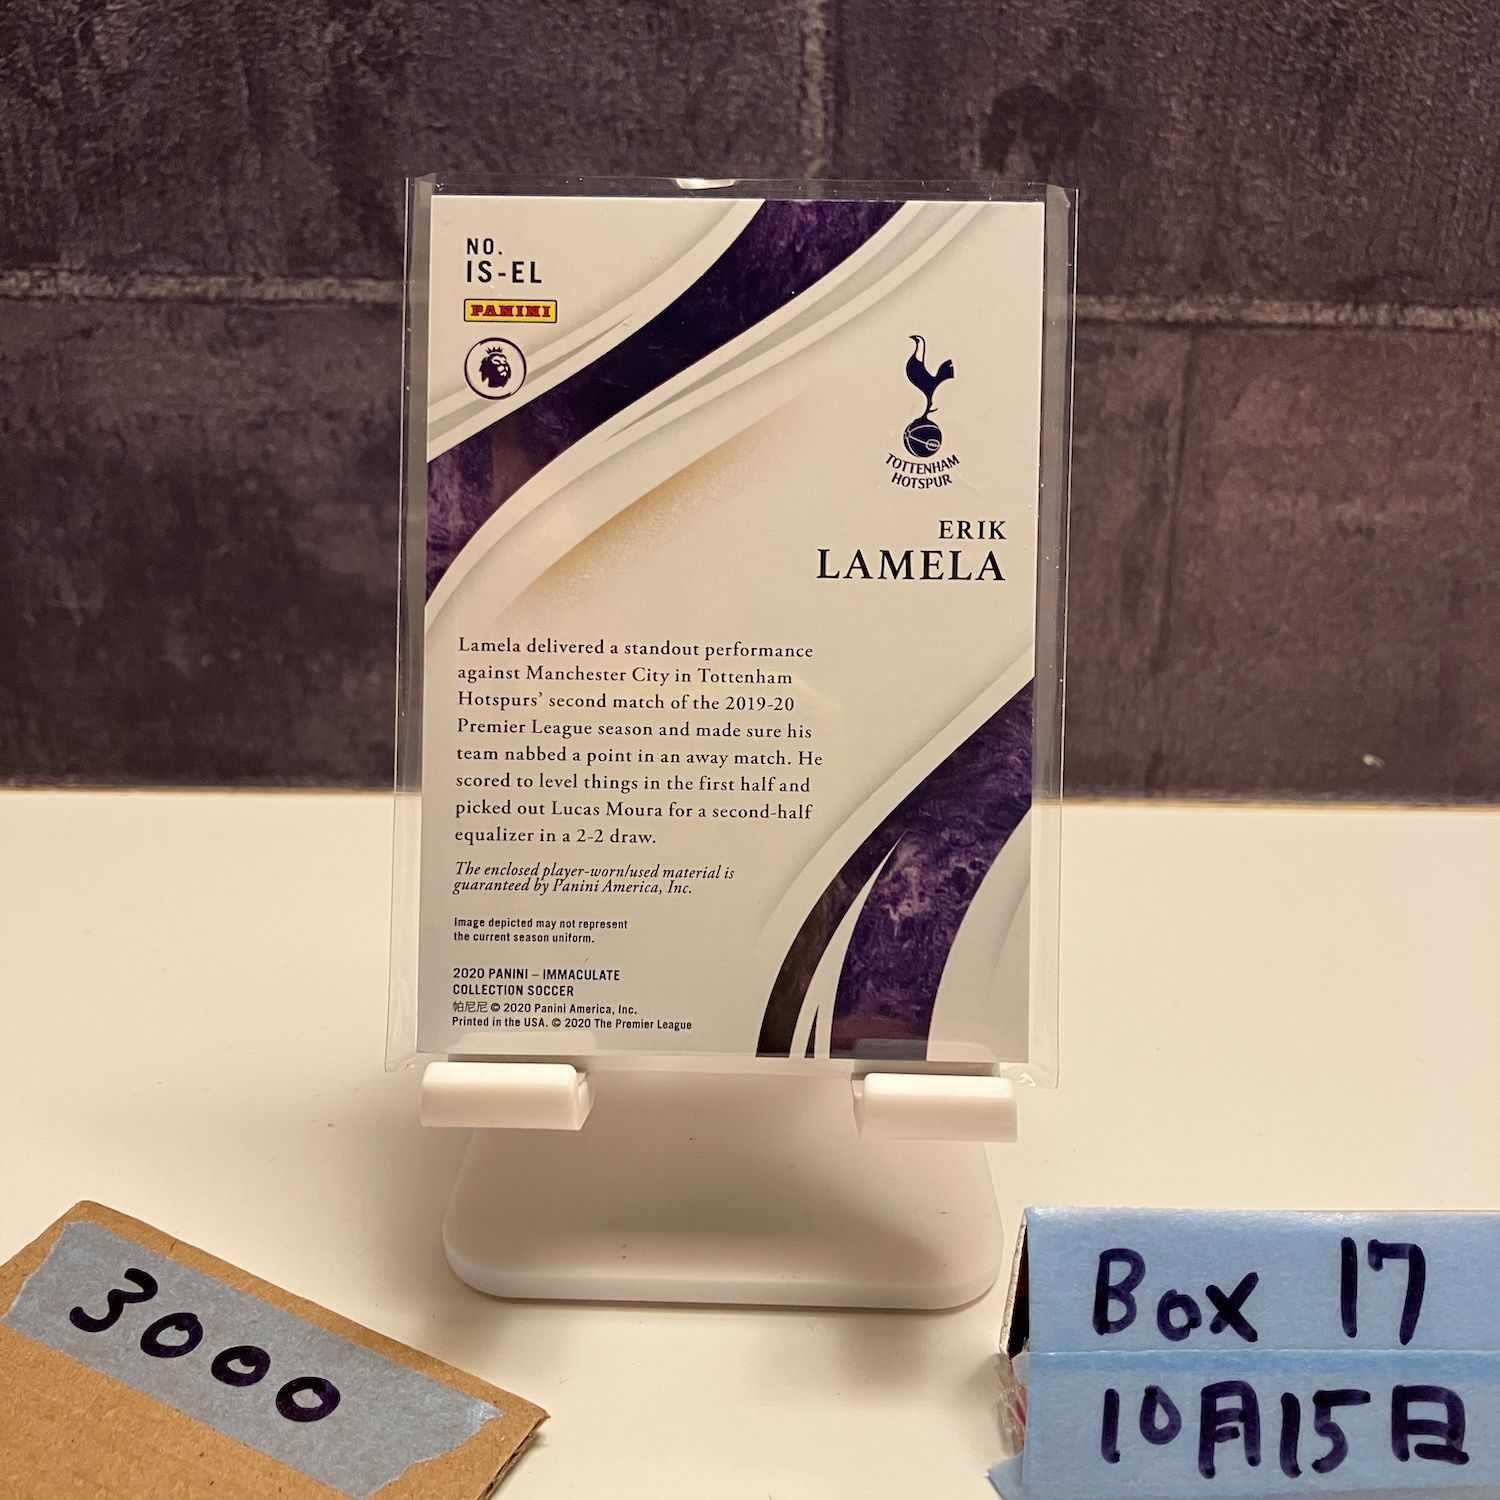 NO.
IS-EL
PANINI
TOTTENHAM
HOTSPUR
ERIK
LAMELA
Lamela delivered a standout performance
against Manchester City in Tottenham
Hotspurs’ second match of the 2019-20
Premier League season and made sure his
team nabbed a point in an away match. He
scored to level things in the first half and
picked out Lucas Moura for a second-half
equalizer in a 2-2 draw.
The enclosed player-worn/used material is
guaranteed by Panini America, Inc.
Image depicted may not represent
the current season uniform.
2020 PANINI – IMMACULATE
COLLECTION SOCCER
帕尼尼 © 2020 Panini America, Inc.
Printed in the USA. © 2020 The Premier League
3000
Box 17
10月15日